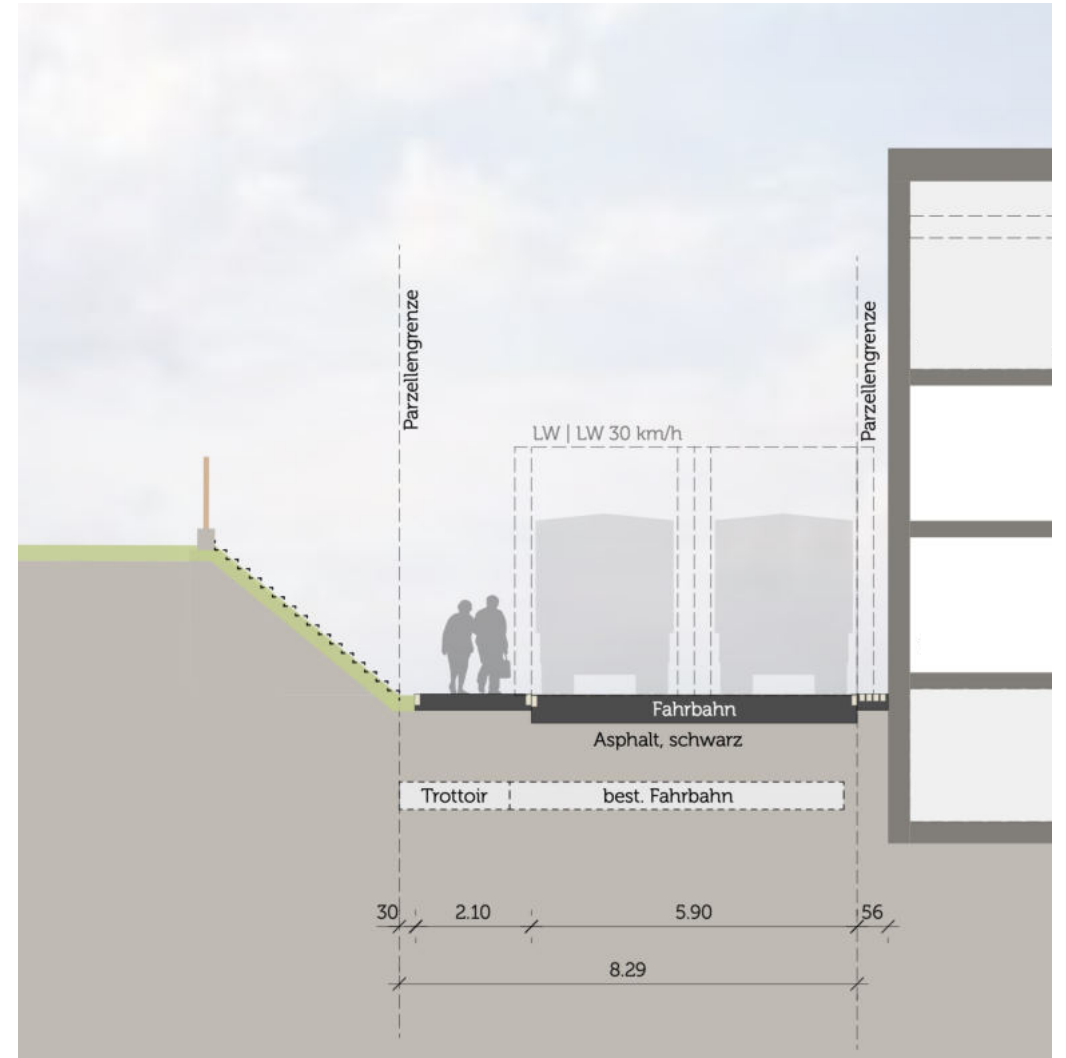 Parzellengrenze
Parzellengrenze
LW | LW 30 km/h
Fahrbahn
Asphalt, schwarz
Trottoir
best. Fahrbahn
30
2.10
5.90
56
8.29